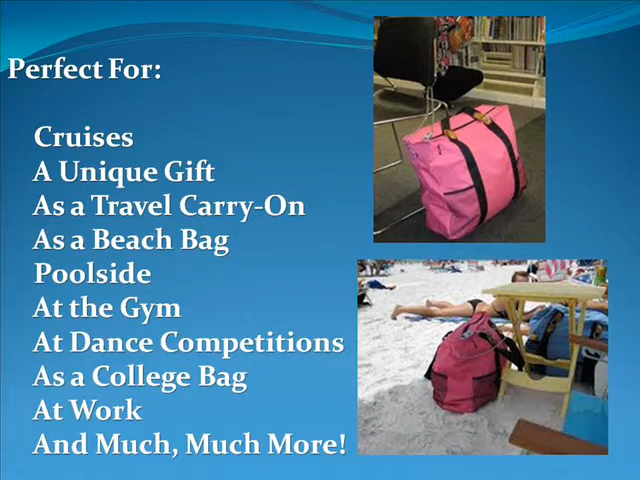 Perfect For:
Cruises
A Unique Gift
As a Travel Carry-On
As a Beach Bag
Poolside
At the Gym
At Dance Competitions
As a College Bag
At Work
And Much, Much More!